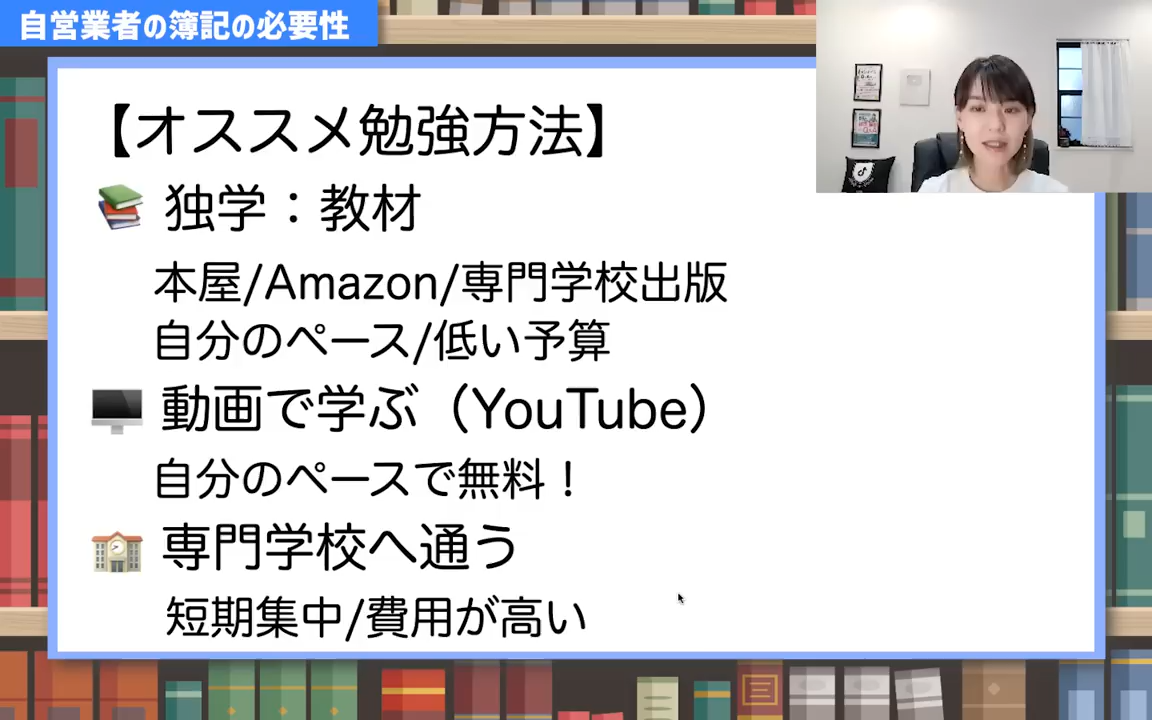 自営業者の簿記の必要性
【オススメ勉強方法】
独学：教材
本屋/Amazon/専門学校出版
自分のペース/低い予算
動画で学ぶ（YouTube）
自分のペースで無料！
専門学校へ通う
短期集中/費用が高い